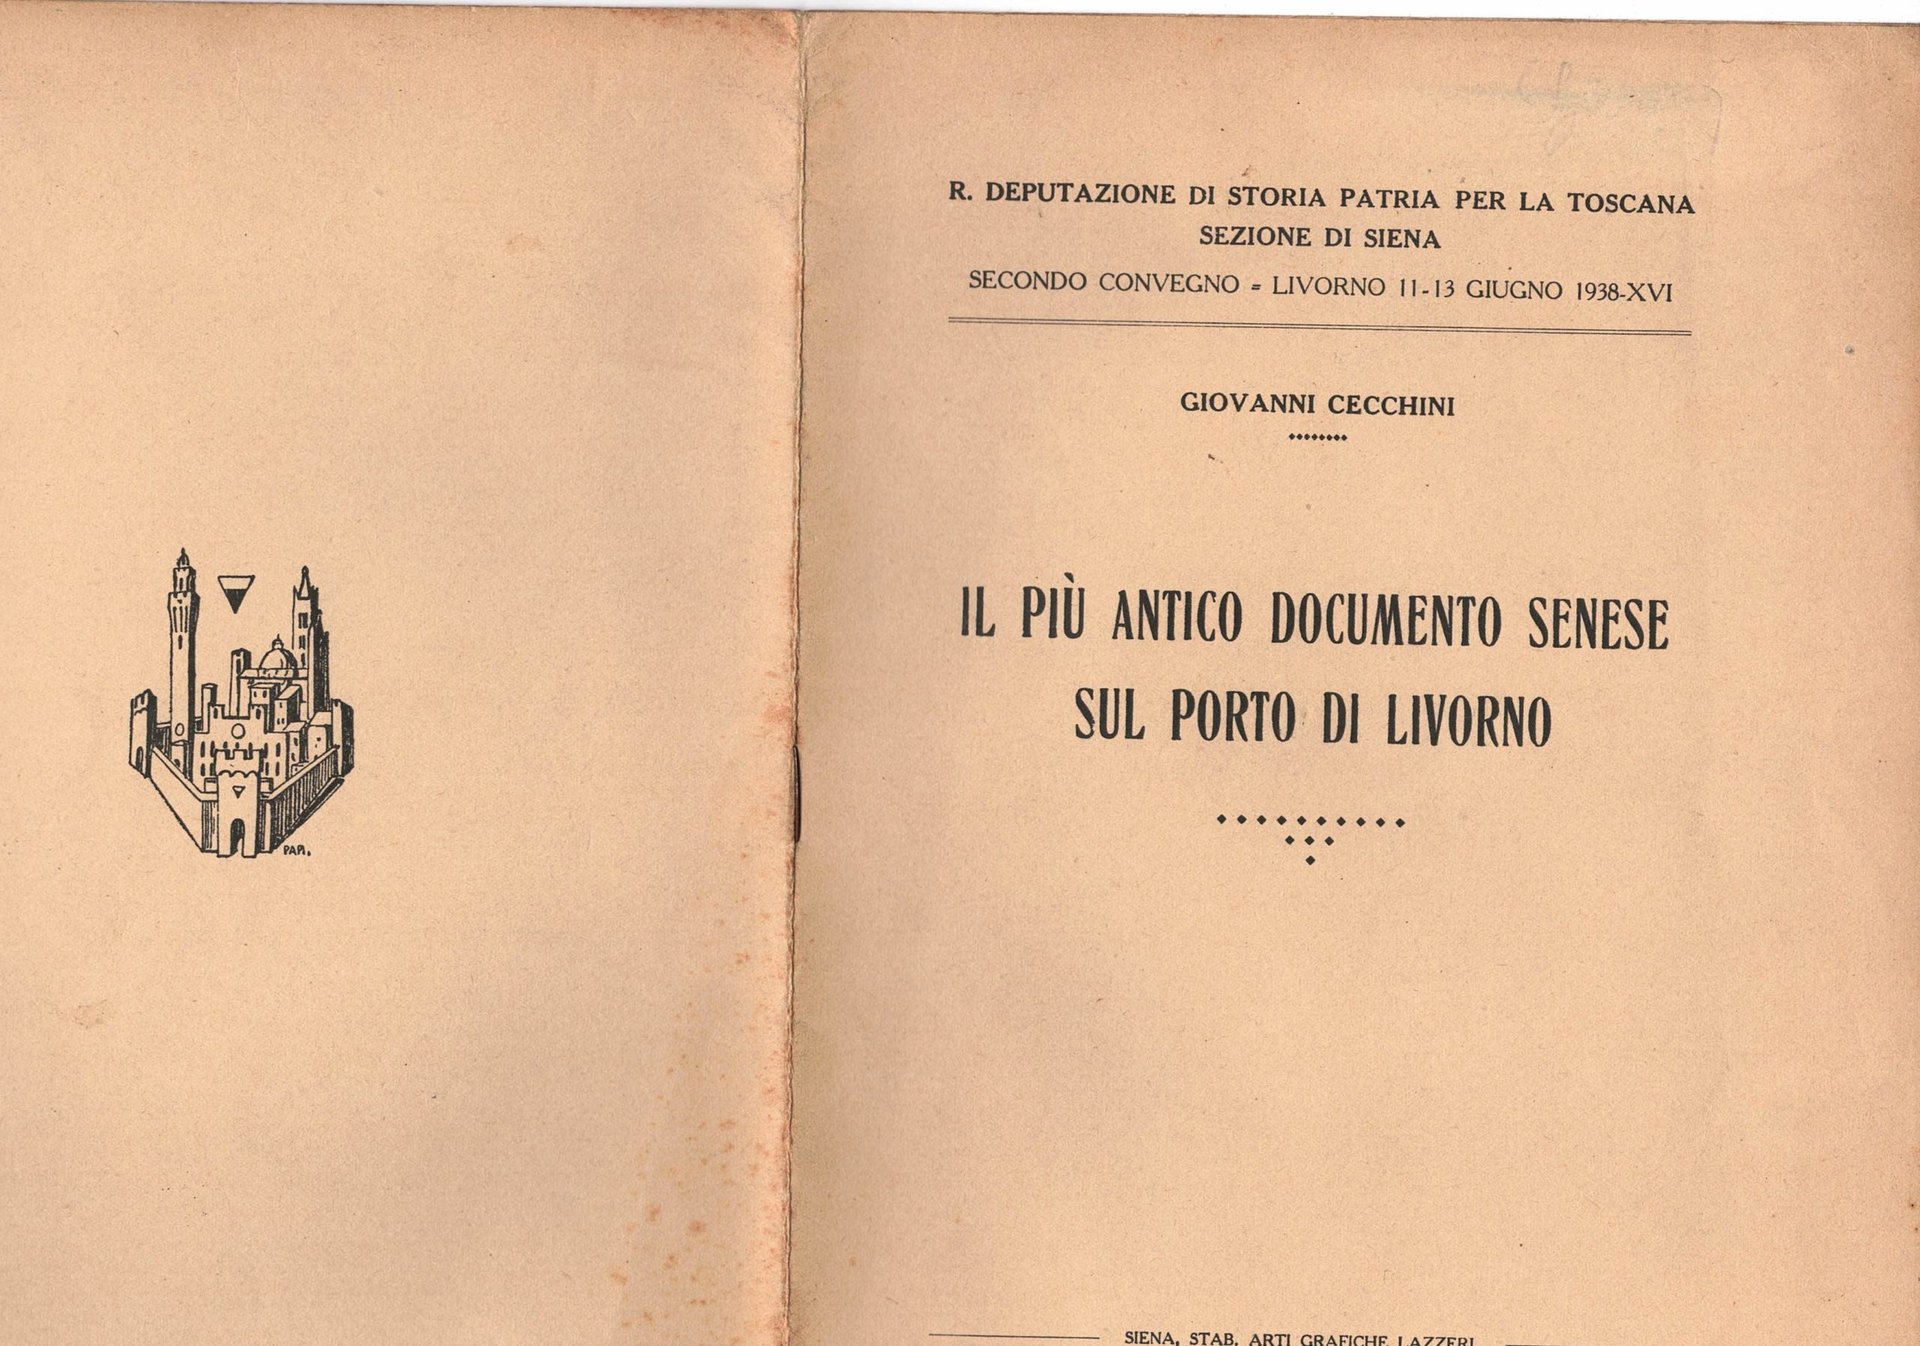 R. DEPUTAZIONE DI STORIA PATRIA PER LA TOSCANA
SEZIONE DI SIENA
SECONDO CONVEGNO = LIVORNO 11-13 GIUGNO 1938-XVI
GIOVANNI CECCHINI
IL PIÙ ANTICO DOCUMENTO SENESE
SUL PORTO DI LIVORNO
PAPI.
SIENA, STAB. ARTI GRAFICHE LAZZERI